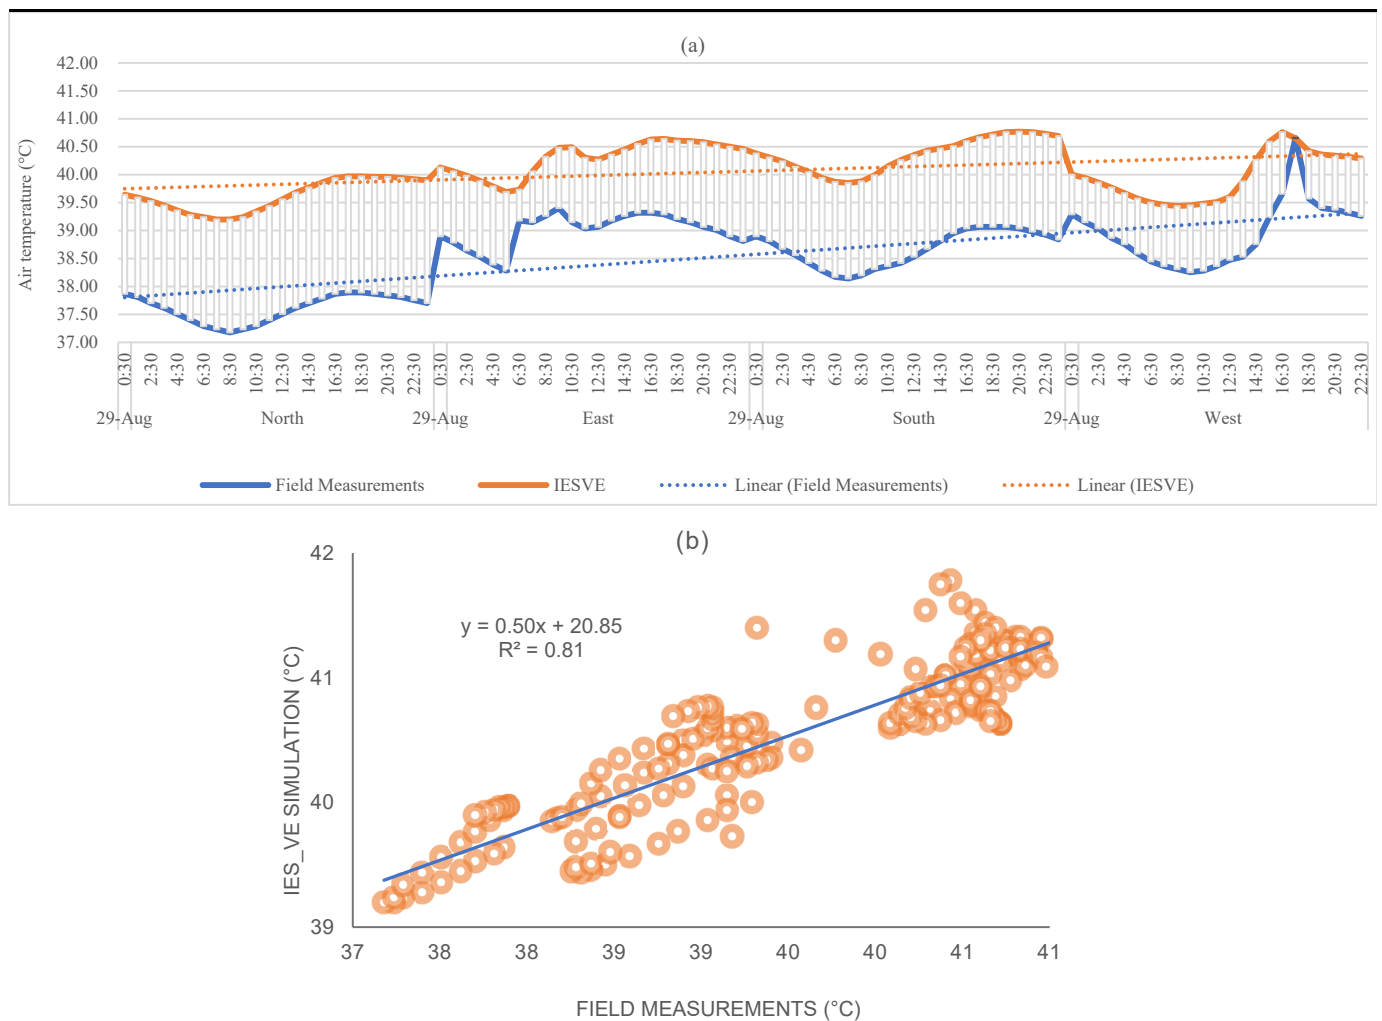 (a)
42.00
41.50
41.00
40.50
40.00
39.50
39.00
38.50
38.00
37.50
37.00
Air temperature (°C)
0:30 2:30 4:30 6:30 8:30 10:30 12:30 14:30 16:30 18:30 20:30 22:30 0:30 2:30 4:30 6:30 8:30 10:30 12:30 14:30 16:30 18:30 20:30 22:30 0:30 2:30 4:30 6:30 8:30 10:30 12:30 14:30 16:30 18:30 20:30 22:30 0:30 2:30 4:30 6:30 8:30 10:30 12:30 14:30 16:30 18:30 20:30 22:30
29-Aug North 29-Aug East 29-Aug South 29-Aug West
Field Measurements IESVE Linear (Field Measurements) Linear (IESVE)
(b)
42
41
40
39
IES_VE SIMULATION (°C)
y = 0.50x + 20.85
R² = 0.81
37 38 38 39 39 40 40 41 41
FIELD MEASUREMENTS (°C)